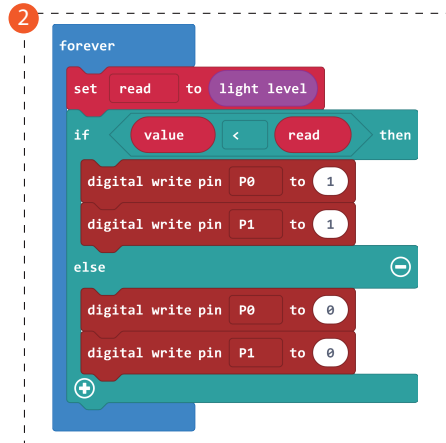 2
forever
set read to light level
if value < read then
digital write pin P0 to 1
digital write pin P1 to 1
else
digital write pin P0 to 0
digital write pin P1 to 0